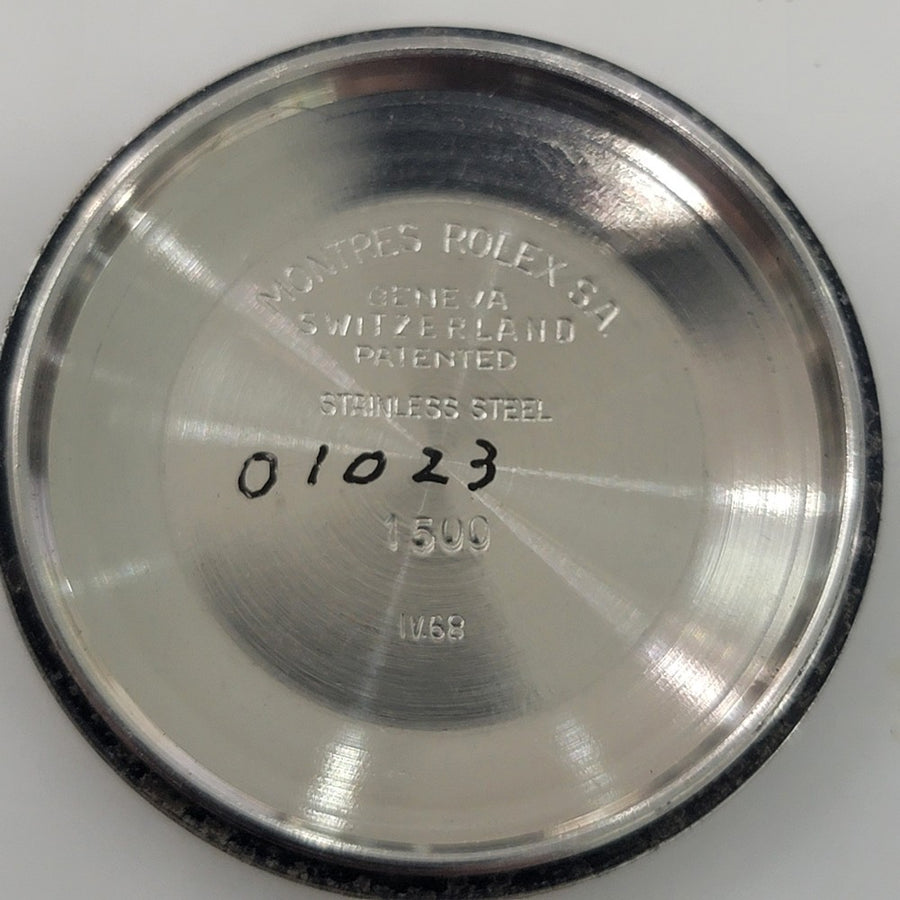 MONTRES ROLEX SA
GENEVA
SWITZERLAND
PATENTED
STAINLESS STEEL
01023
1500
IV.68